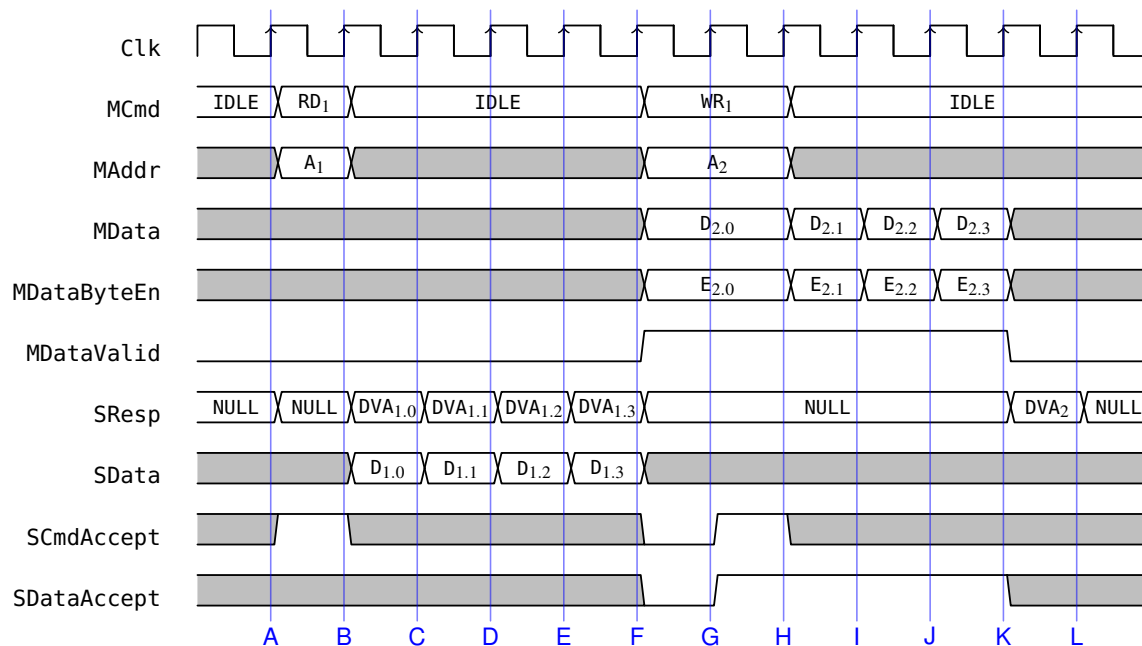 Clk
MCmd IDLE RD₁ IDLE WR₁ IDLE
MAddr A₁ A₂
MData D₂.₀ D₂.₁ D₂.₂ D₂.₃
MDataByteEn E₂.₀ E₂.₁ E₂.₂ E₂.₃
MDataValid
SResp NULL NULL DVA₁.₀ DVA₁.₁ DVA₁.₂ DVA₁.₃ NULL DVA₂ NULL
SData D₁.₀ D₁.₁ D₁.₂ D₁.₃
SCmdAccept
SDataAccept
A B C D E F G H I J K L